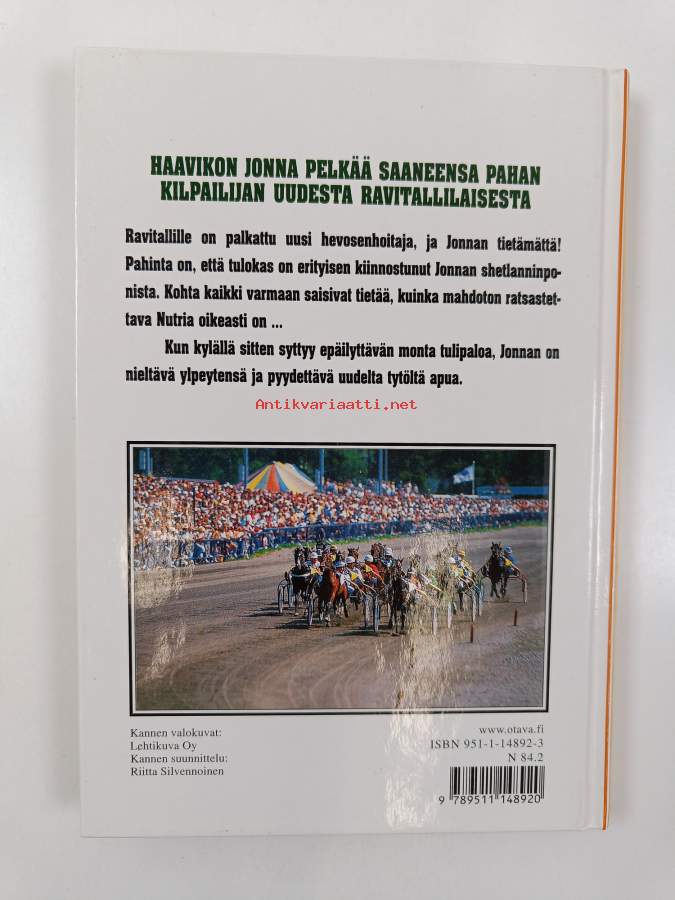 HAAVIKON JONNA PELKÄÄ SAANEENSA PAHAN
KILPAILIJAN UUDESTA RAVITALLILAISESTA
Ravitallille on palkattu uusi hevosenhoitaja, ja Jonnan tietämättä!
Pahinta on, että tulokas on erityisen kiinnostunut Jonnan shetlanninpo-
nista. Kohta kaikki varmaan saisivat tietää, kuinka mahdoton ratsastet-
tava Nutria oikeasti on ...
Kun kylällä sitten syttyy epäilyttävän monta tulipaloa, Jonnan on
nieltävä ylpeytensä ja pyydettävä uudelta tytöltä apua.
Antikvariaatti.net
Kannen valokuvat:
Lehtikuva Oy
Kannen suunnittelu:
Riitta Silvennoinen
www.otava.fi
ISBN 951-1-14892-3
N 84.2
9 789511 148920